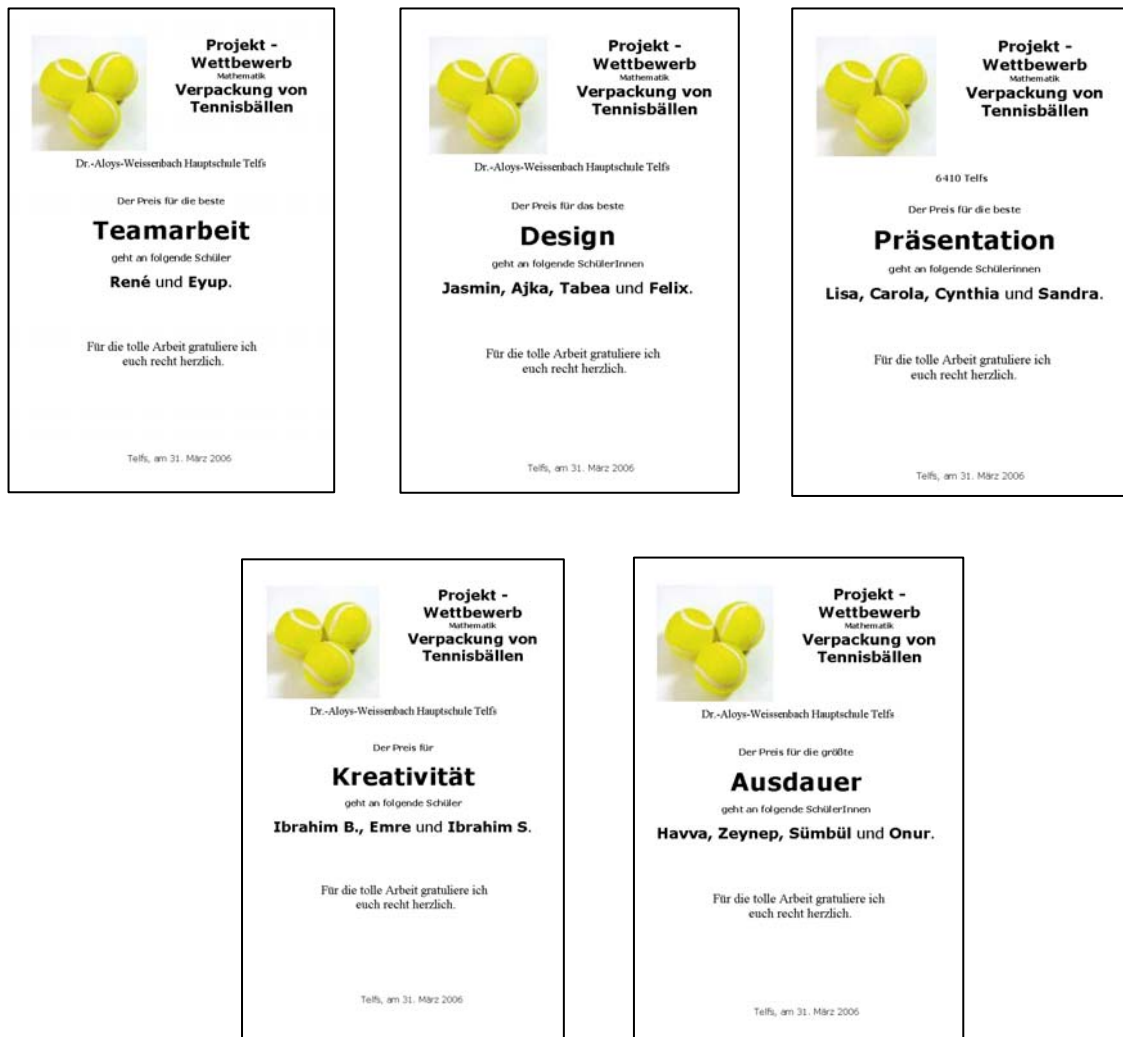 Projekt -
Wettbewerb
Mathematik
Verpackung von
Tennisbällen
Dr.-Aloys-Weissenbach Hauptschule Telfs
Der Preis für die beste
Teamarbeit
geht an folgende Schüler
René und Eyup.
Für die tolle Arbeit gratuliere ich
euch recht herzlich.
Telfs, am 31. März 2006
Projekt -
Wettbewerb
Mathematik
Verpackung von
Tennisbällen
Dr.-Aloys-Weissenbach Hauptschule Telfs
Der Preis für das beste
Design
geht an folgende SchülerInnen
Jasmin, Ajka, Tabea und Felix.
Für die tolle Arbeit gratuliere ich
euch recht herzlich.
Telfs, am 31. März 2006
Projekt -
Wettbewerb
Mathematik
Verpackung von
Tennisbällen
6410 Telfs
Der Preis für die beste
Präsentation
geht an folgende Schülerinnen
Lisa, Carola, Cynthia und Sandra.
Für die tolle Arbeit gratuliere ich
euch recht herzlich.
Telfs, am 31. März 2006
Projekt -
Wettbewerb
Mathematik
Verpackung von
Tennisbällen
Dr.-Aloys-Weissenbach Hauptschule Telfs
Der Preis für
Kreativität
geht an folgende Schüler
Ibrahim B., Emre und Ibrahim S.
Für die tolle Arbeit gratuliere ich
euch recht herzlich.
Telfs, am 31. März 2006
Projekt -
Wettbewerb
Mathematik
Verpackung von
Tennisbällen
Dr.-Aloys-Weissenbach Hauptschule Telfs
Der Preis für die größte
Ausdauer
geht an folgende SchülerInnen
Havva, Zeynep, Sümbül und Onur.
Für die tolle Arbeit gratuliere ich
euch recht herzlich.
Telfs, am 31. März 2006